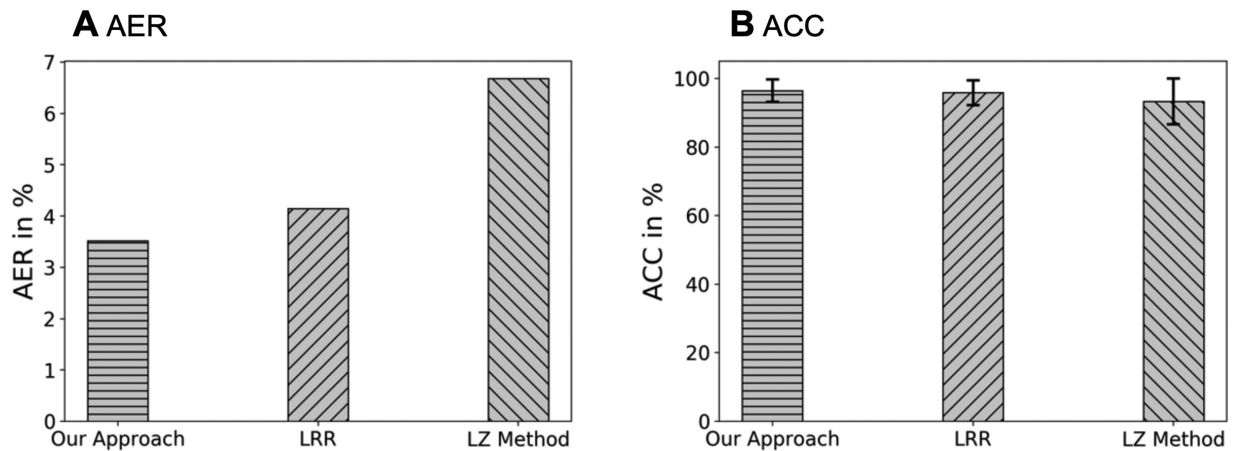 A AER
7
6
5
4
3
2
1
0
AER in %
Our Approach
LRR
LZ Method
B ACC
100
80
60
40
20
0
ACC in %
Our Approach
LRR
LZ Method